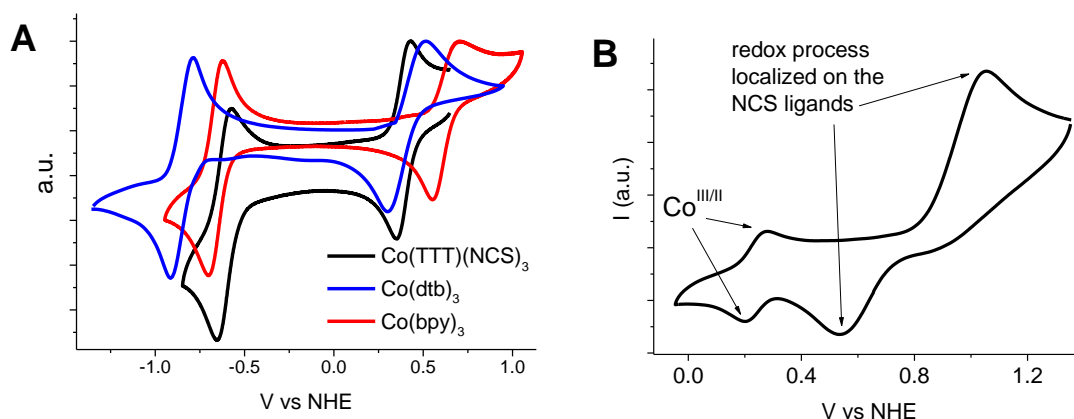 A
a.u.
Co(TTT)(NCS)₃
Co(dtb)₃
Co(bpy)₃
-1.0 -0.5 0.0 0.5 1.0
V vs NHE
B
redox process
localized on the
NCS ligands
Coᴵᴵᴵ/ᴵᴵ
I (a.u.)
0.0 0.4 0.8 1.2
V vs NHE